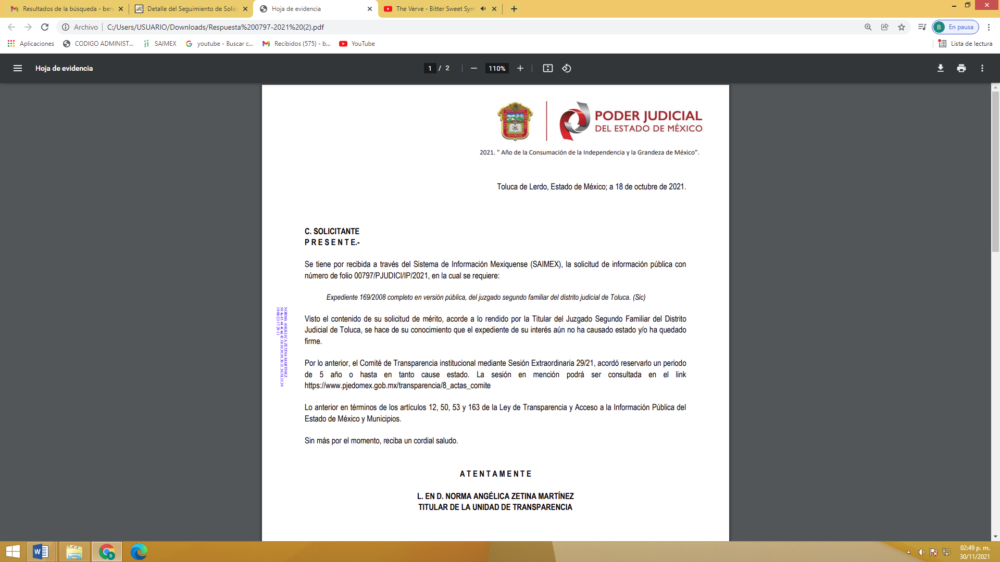 Resultados de la búsqueda - bere
Detalle del Seguimiento de Solici
Hoja de evidencia
The Verve - Bitter Sweet Sym
Archivo
C:/Users/USUARIO/Downloads/Respuesta%200797-2021%20(2).pdf
B
En pausa
Aplicaciones
CODIGO ADMINIST...
SAIMEX
youtube - Buscar c...
Recibidos (575) - b...
YouTube
Lista de lectura
Hoja de evidencia
1 / 2
110%
PODER JUDICIAL
DEL ESTADO DE MÉXICO
2021. " Año de la Consumación de la Independencia y la Grandeza de México”.
Toluca de Lerdo, Estado de México; a 18 de octubre de 2021.
C. SOLICITANTE
P R E S E N T E.-
Se tiene por recibida a través del Sistema de Información Mexiquense (SAIMEX), la solicitud de información pública con
número de folio 00797/PJUDICI/IP/2021, en la cual se requiere:
Expediente 169/2008 completo en versión pública, del juzgado segundo familiar del distrito judicial de Toluca. (Sic)
Visto el contenido de su solicitud de mérito, acorde a lo rendido por la Titular del Juzgado Segundo Familiar del Distrito
Judicial de Toluca, se hace de su conocimiento que el expediente de su interés aún no ha causado estado y/o ha quedado
firme.
Por lo anterior, el Comité de Transparencia institucional mediante Sesión Extraordinaria 29/21, acordó reservarlo un periodo
de 5 año o hasta en tanto cause estado. La sesión en mención podrá ser consultada en el link
https://www.pjedomex.gob.mx/transparencia/8_actas_comite
Lo anterior en términos de los artículos 12, 50, 53 y 163 de la Ley de Transparencia y Acceso a la Información Pública del
Estado de México y Municipios.
Sin más por el momento, reciba un cordial saludo.
A T E N T A M E N T E
L. EN D. NORMA ANGÉLICA ZETINA MARTÍNEZ
TITULAR DE LA UNIDAD DE TRANSPARENCIA
NORMA ANGELICA ZETINA MARTINEZ
B
02:49 p. m.
30/11/2021